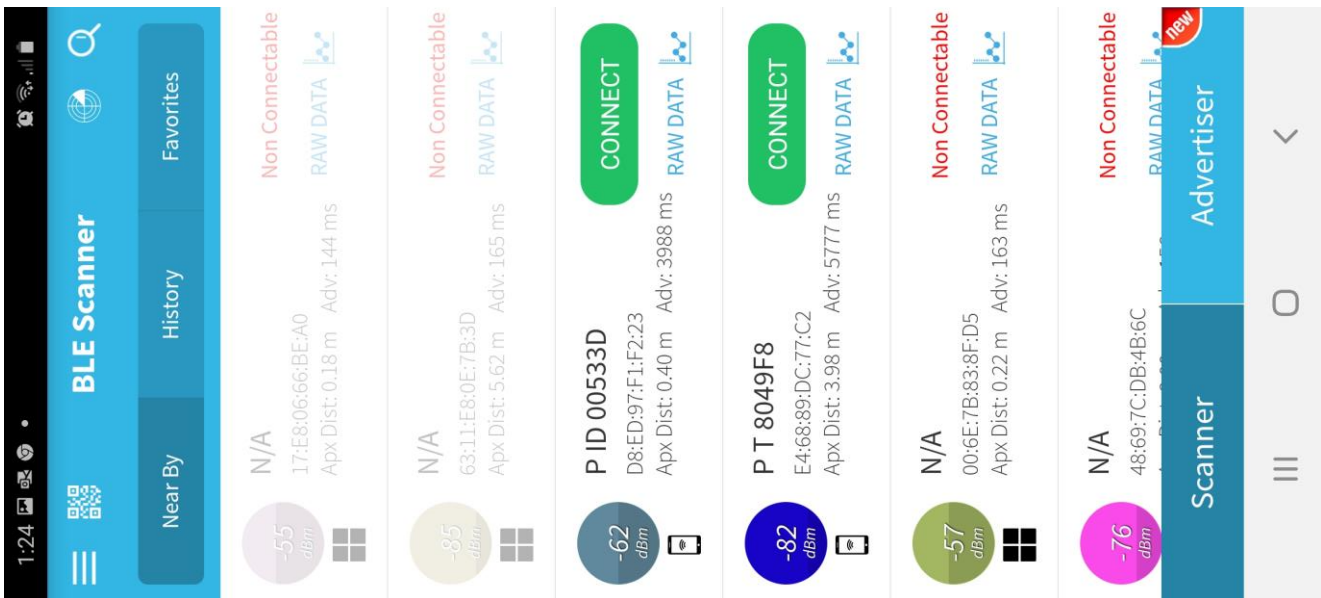 1:24
BLE Scanner
Near By
History
Favorites
N/A
17:E8:06:66:BE:A0
Apx Dist: 0.18 m Adv: 144 ms
Non Connectable
RAW DATA
-55
dBm
N/A
63:11:E8:0E:7B:3D
Apx Dist: 5.62 m Adv: 165 ms
Non Connectable
RAW DATA
-85
dBm
P ID 00533D
D8:ED:97:F1:F2:23
Apx Dist: 0.40 m Adv: 3988 ms
CONNECT
RAW DATA
-62
dBm
P T 8049F8
E4:68:89:DC:77:C2
Apx Dist: 3.98 m Adv: 5777 ms
CONNECT
RAW DATA
-82
dBm
N/A
00:6E:7B:83:8F:D5
Apx Dist: 0.22 m Adv: 163 ms
Non Connectable
RAW DATA
-57
dBm
N/A
48:69:7C:DB:4B:6C
Non Connectable
RAW DATA
-76
dBm
Scanner
Advertiser
new